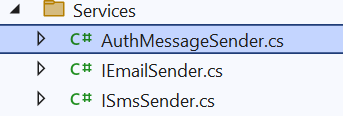 Services
C# AuthMessageSender.cs
C# IEmailSender.cs
C# ISmsSender.cs